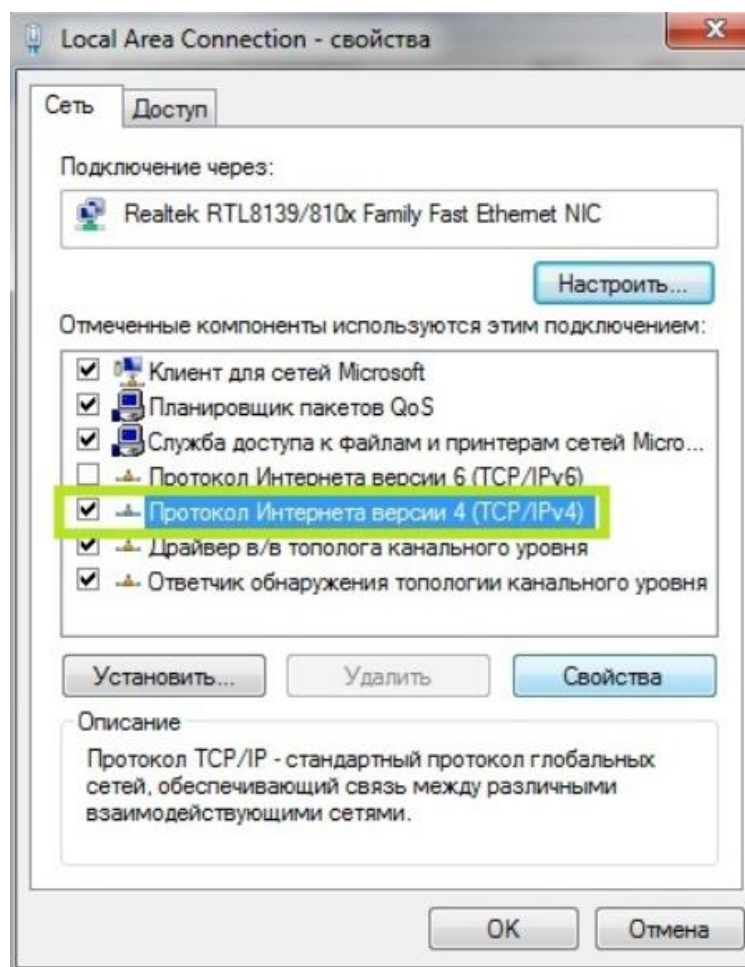 Local Area Connection - свойства
Сеть
Доступ
Подключение через:
Realtek RTL8139/810x Family Fast Ethernet NIC
Настроить...
Отмеченные компоненты используются этим подключением:
Клиент для сетей Microsoft
Планировщик пакетов QoS
Служба доступа к файлам и принтерам сетей Micro...
Протокол Интернета версии 6 (TCP/IPv6)
Протокол Интернета версии 4 (TCP/IPv4)
Драйвер в/в тополога канального уровня
Ответчик обнаружения топологии канального уровня
Установить...
Удалить
Свойства
Описание
Протокол TCP/IP - стандартный протокол глобальных
сетей, обеспечивающий связь между различными
взаимодействующими сетями.
OK
Отмена